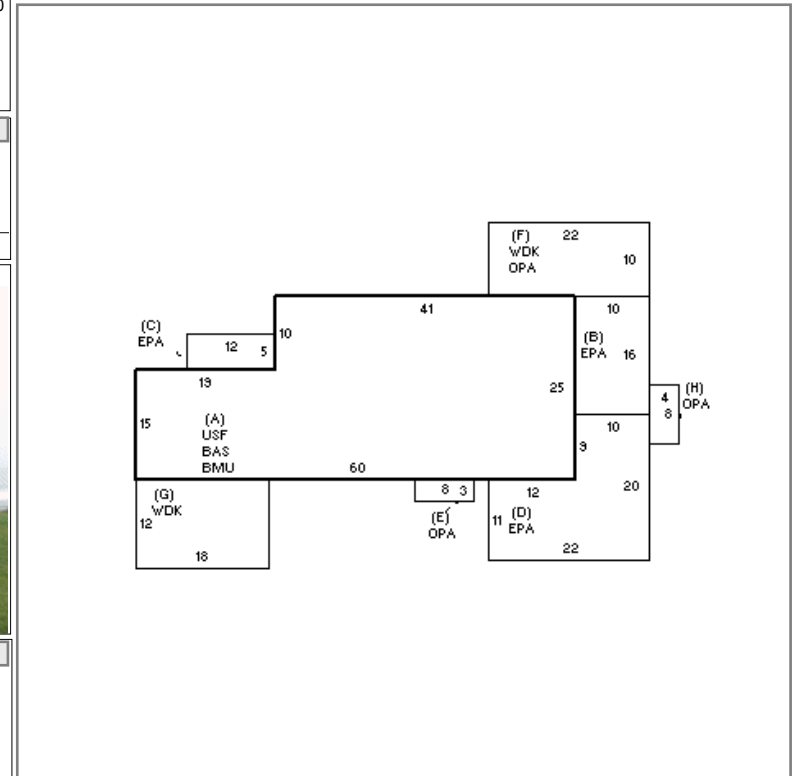 (F) 22
WDK
OPA
10
41
10
(C)
EPA
12 5
10
(B)
EPA 16
19
25
(H)
OPA
4
8
15
(A)
USF
BAS
BMU
60
10
9
20
(G)
WDK
12
18
8 3
(E)
OPA
12
11 (D)
EPA
22